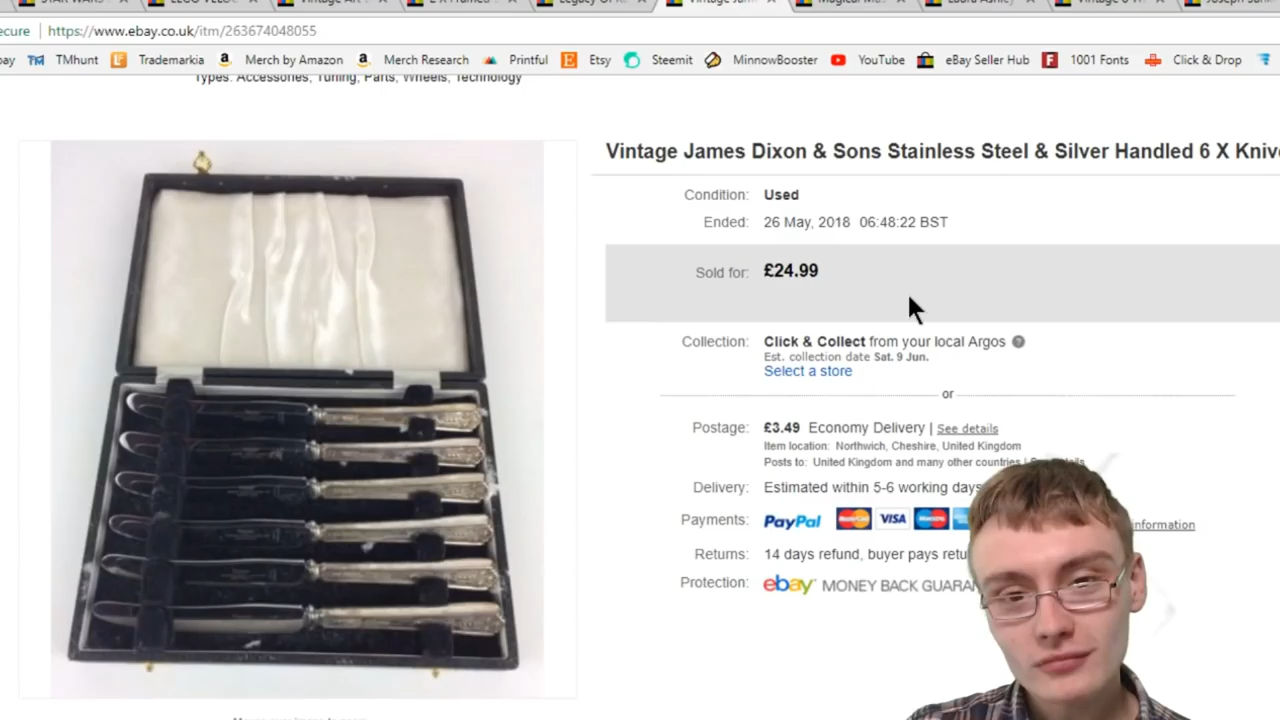 https://www.ebay.co.uk/itm/263674048055
TMhunt Trademarkia Merch by Amazon Merch Research Printful Etsy Steemit MinnowBooster YouTube eBay Seller Hub 1001 Fonts Click & Drop
Types: Accessories, Tuning, Parts, Wheels, Technology
Vintage James Dixon & Sons Stainless Steel & Silver Handled 6 X
Condition: Used
Ended: 26 May, 2018 06:48:22 BST
Sold for: £24.99
Collection: Click & Collect from your local Argos
Est. collection date Sat. 9 Jun.
Select a store
or
Postage: £3.49 Economy Delivery | See details
Item location: Northwich, Cheshire, United Kingdom
Posts to: United Kingdom and many other countries |
Delivery: Estimated within 5-6 working days
Payments: PayPal MasterCard VISA Maestro
Returns: 14 days refund, buyer pays
Protection: ebay MONEY BACK